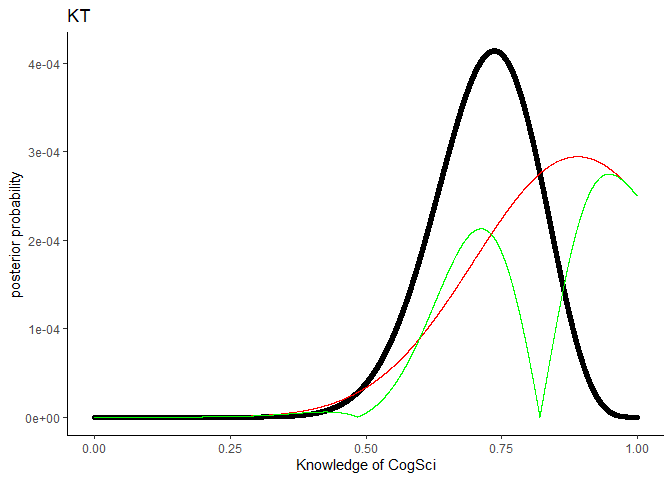 KT
posterior probability
4e-04
3e-04
2e-04
1e-04
0e+00
0.00 0.25 0.50 0.75 1.00
Knowledge of CogSci